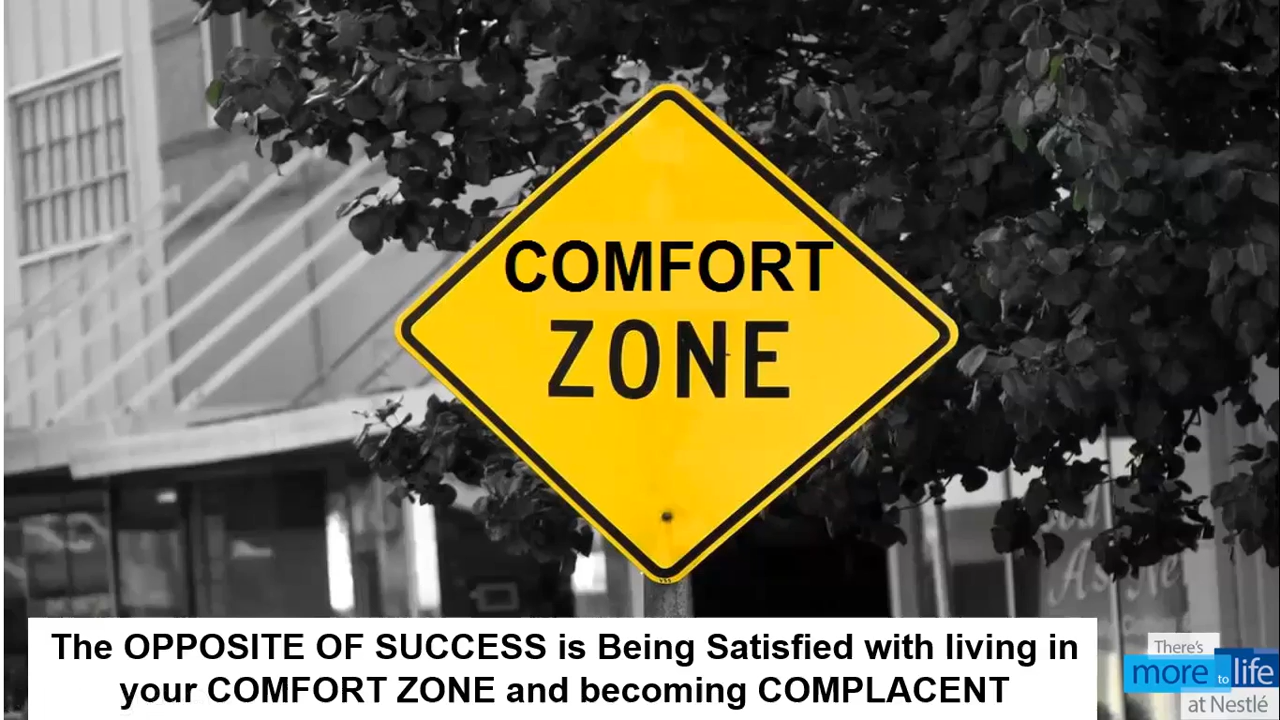 COMFORT
ZONE
The OPPOSITE OF SUCCESS is Being Satisfied with living in
your COMFORT ZONE and becoming COMPLACENT
There's
more to life
at Nestlé